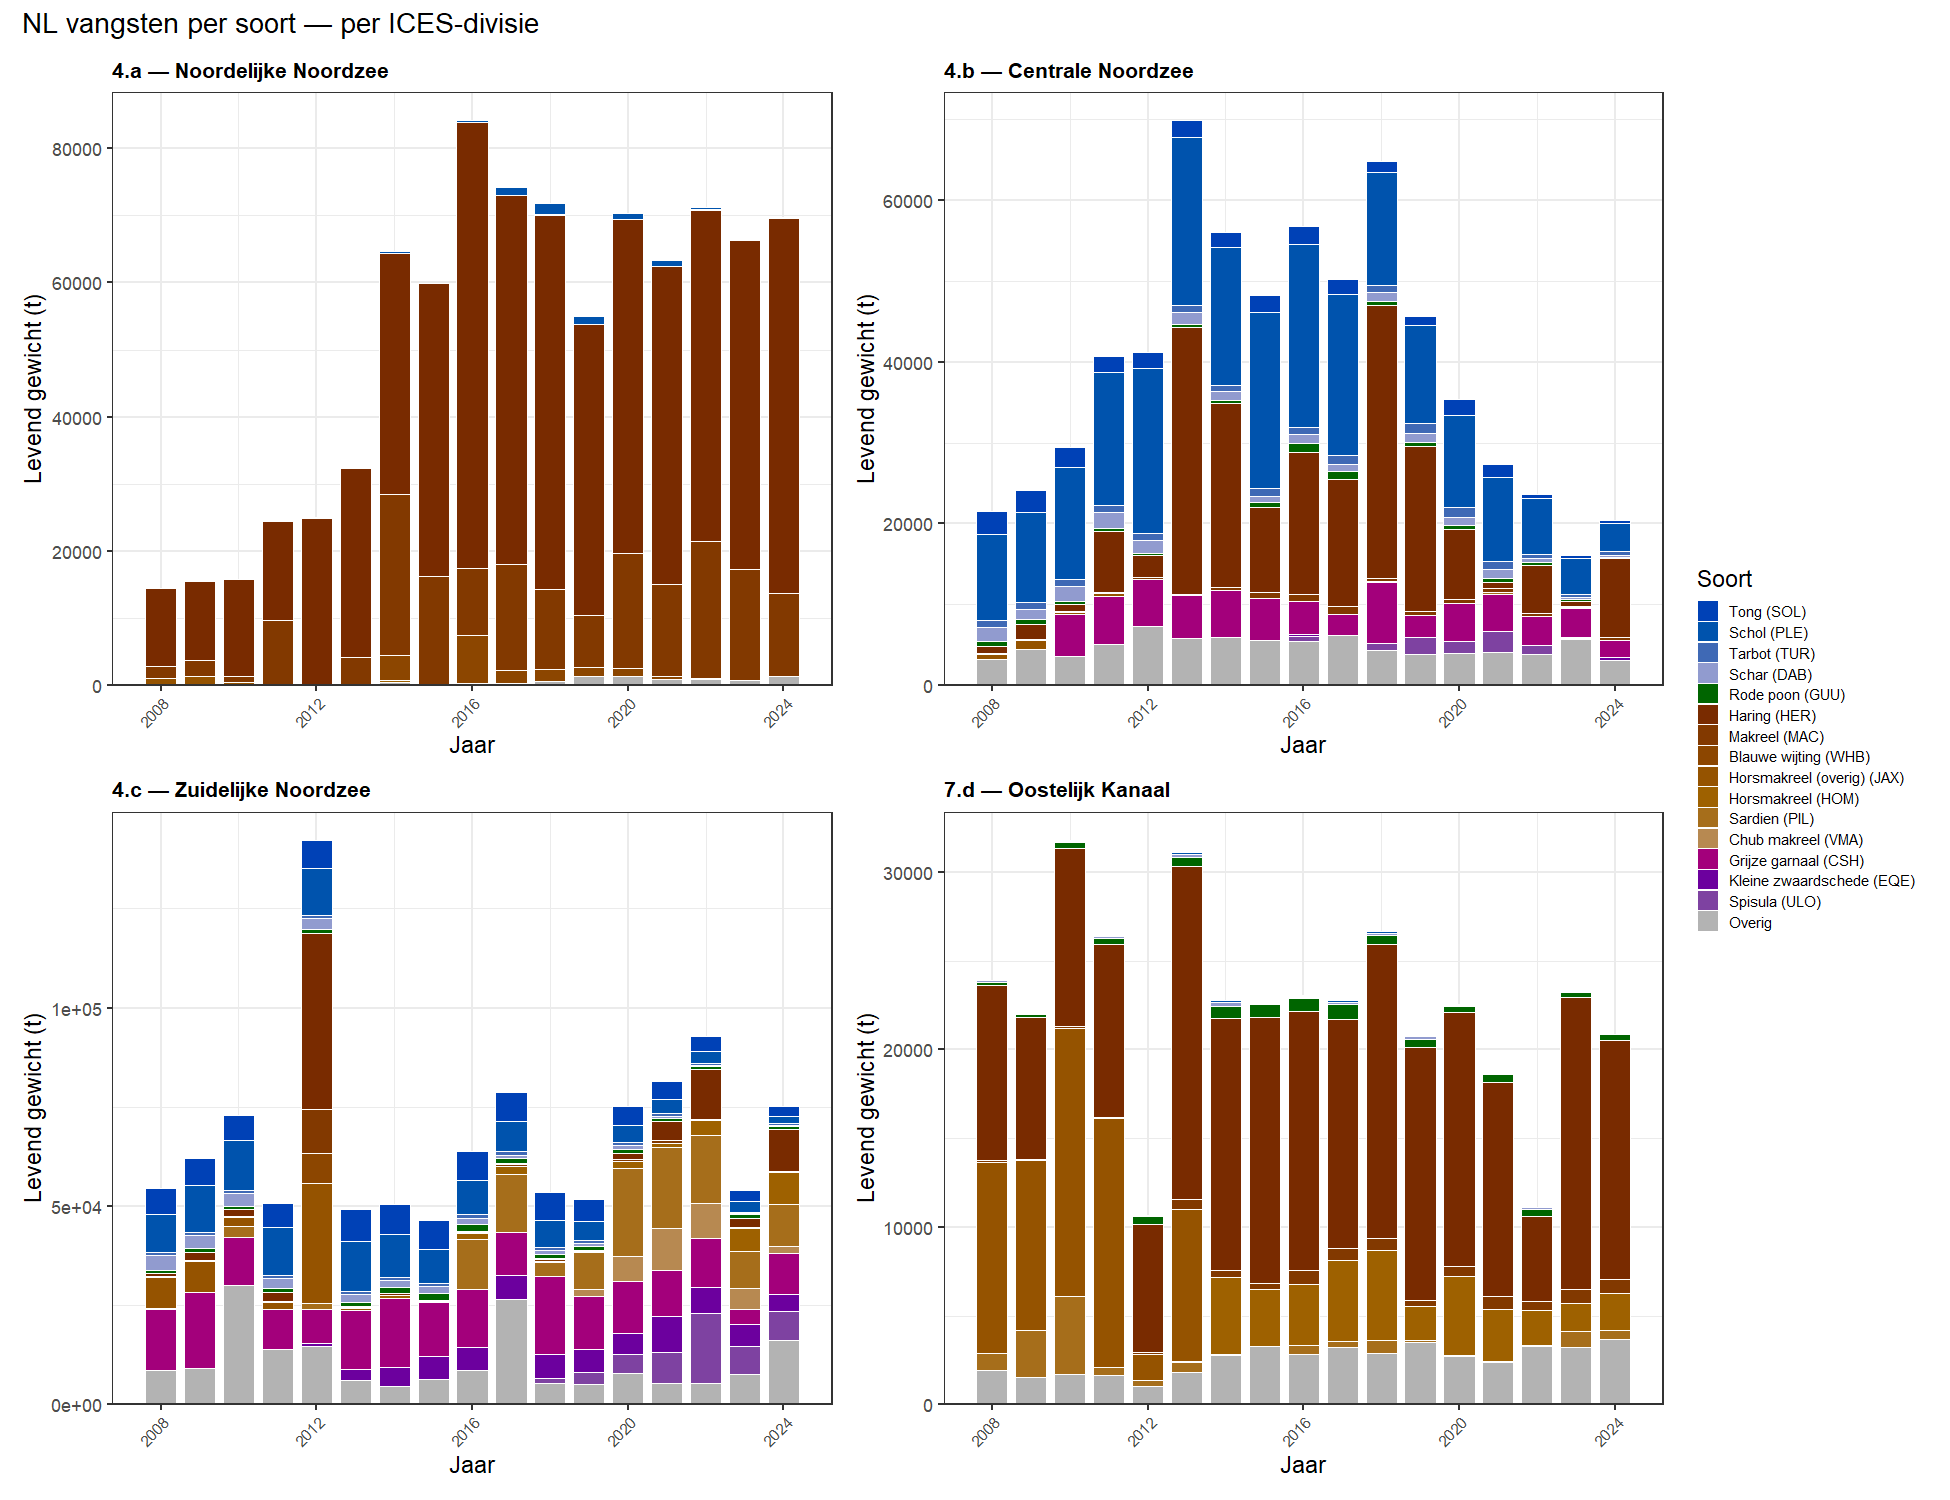 NL vangsten per soort — per ICES-divisie
4.a — Noordelijke Noordzee
Levend gewicht (t)
80000
60000
40000
20000
0
2008
2012
2016
2020
2024
Jaar
4.b — Centrale Noordzee
Levend gewicht (t)
60000
40000
20000
0
2008
2012
2016
2020
2024
Jaar
4.c — Zuidelijke Noordzee
Levend gewicht (t)
1e+05
5e+04
0e+00
2008
2012
2016
2020
2024
Jaar
7.d — Oostelijk Kanaal
Levend gewicht (t)
30000
20000
10000
0
2008
2012
2016
2020
2024
Jaar
Soort
Tong (SOL)
Schol (PLE)
Tarbot (TUR)
Schar (DAB)
Rode poon (GUU)
Haring (HER)
Makreel (MAC)
Blauwe wijting (WHB)
Horsmakreel (overig) (JAX)
Horsmakreel (HOM)
Sardien (PIL)
Chub makreel (VMA)
Grijze garnaal (CSH)
Kleine zwaardschede (EQE)
Spisula (ULO)
Overig